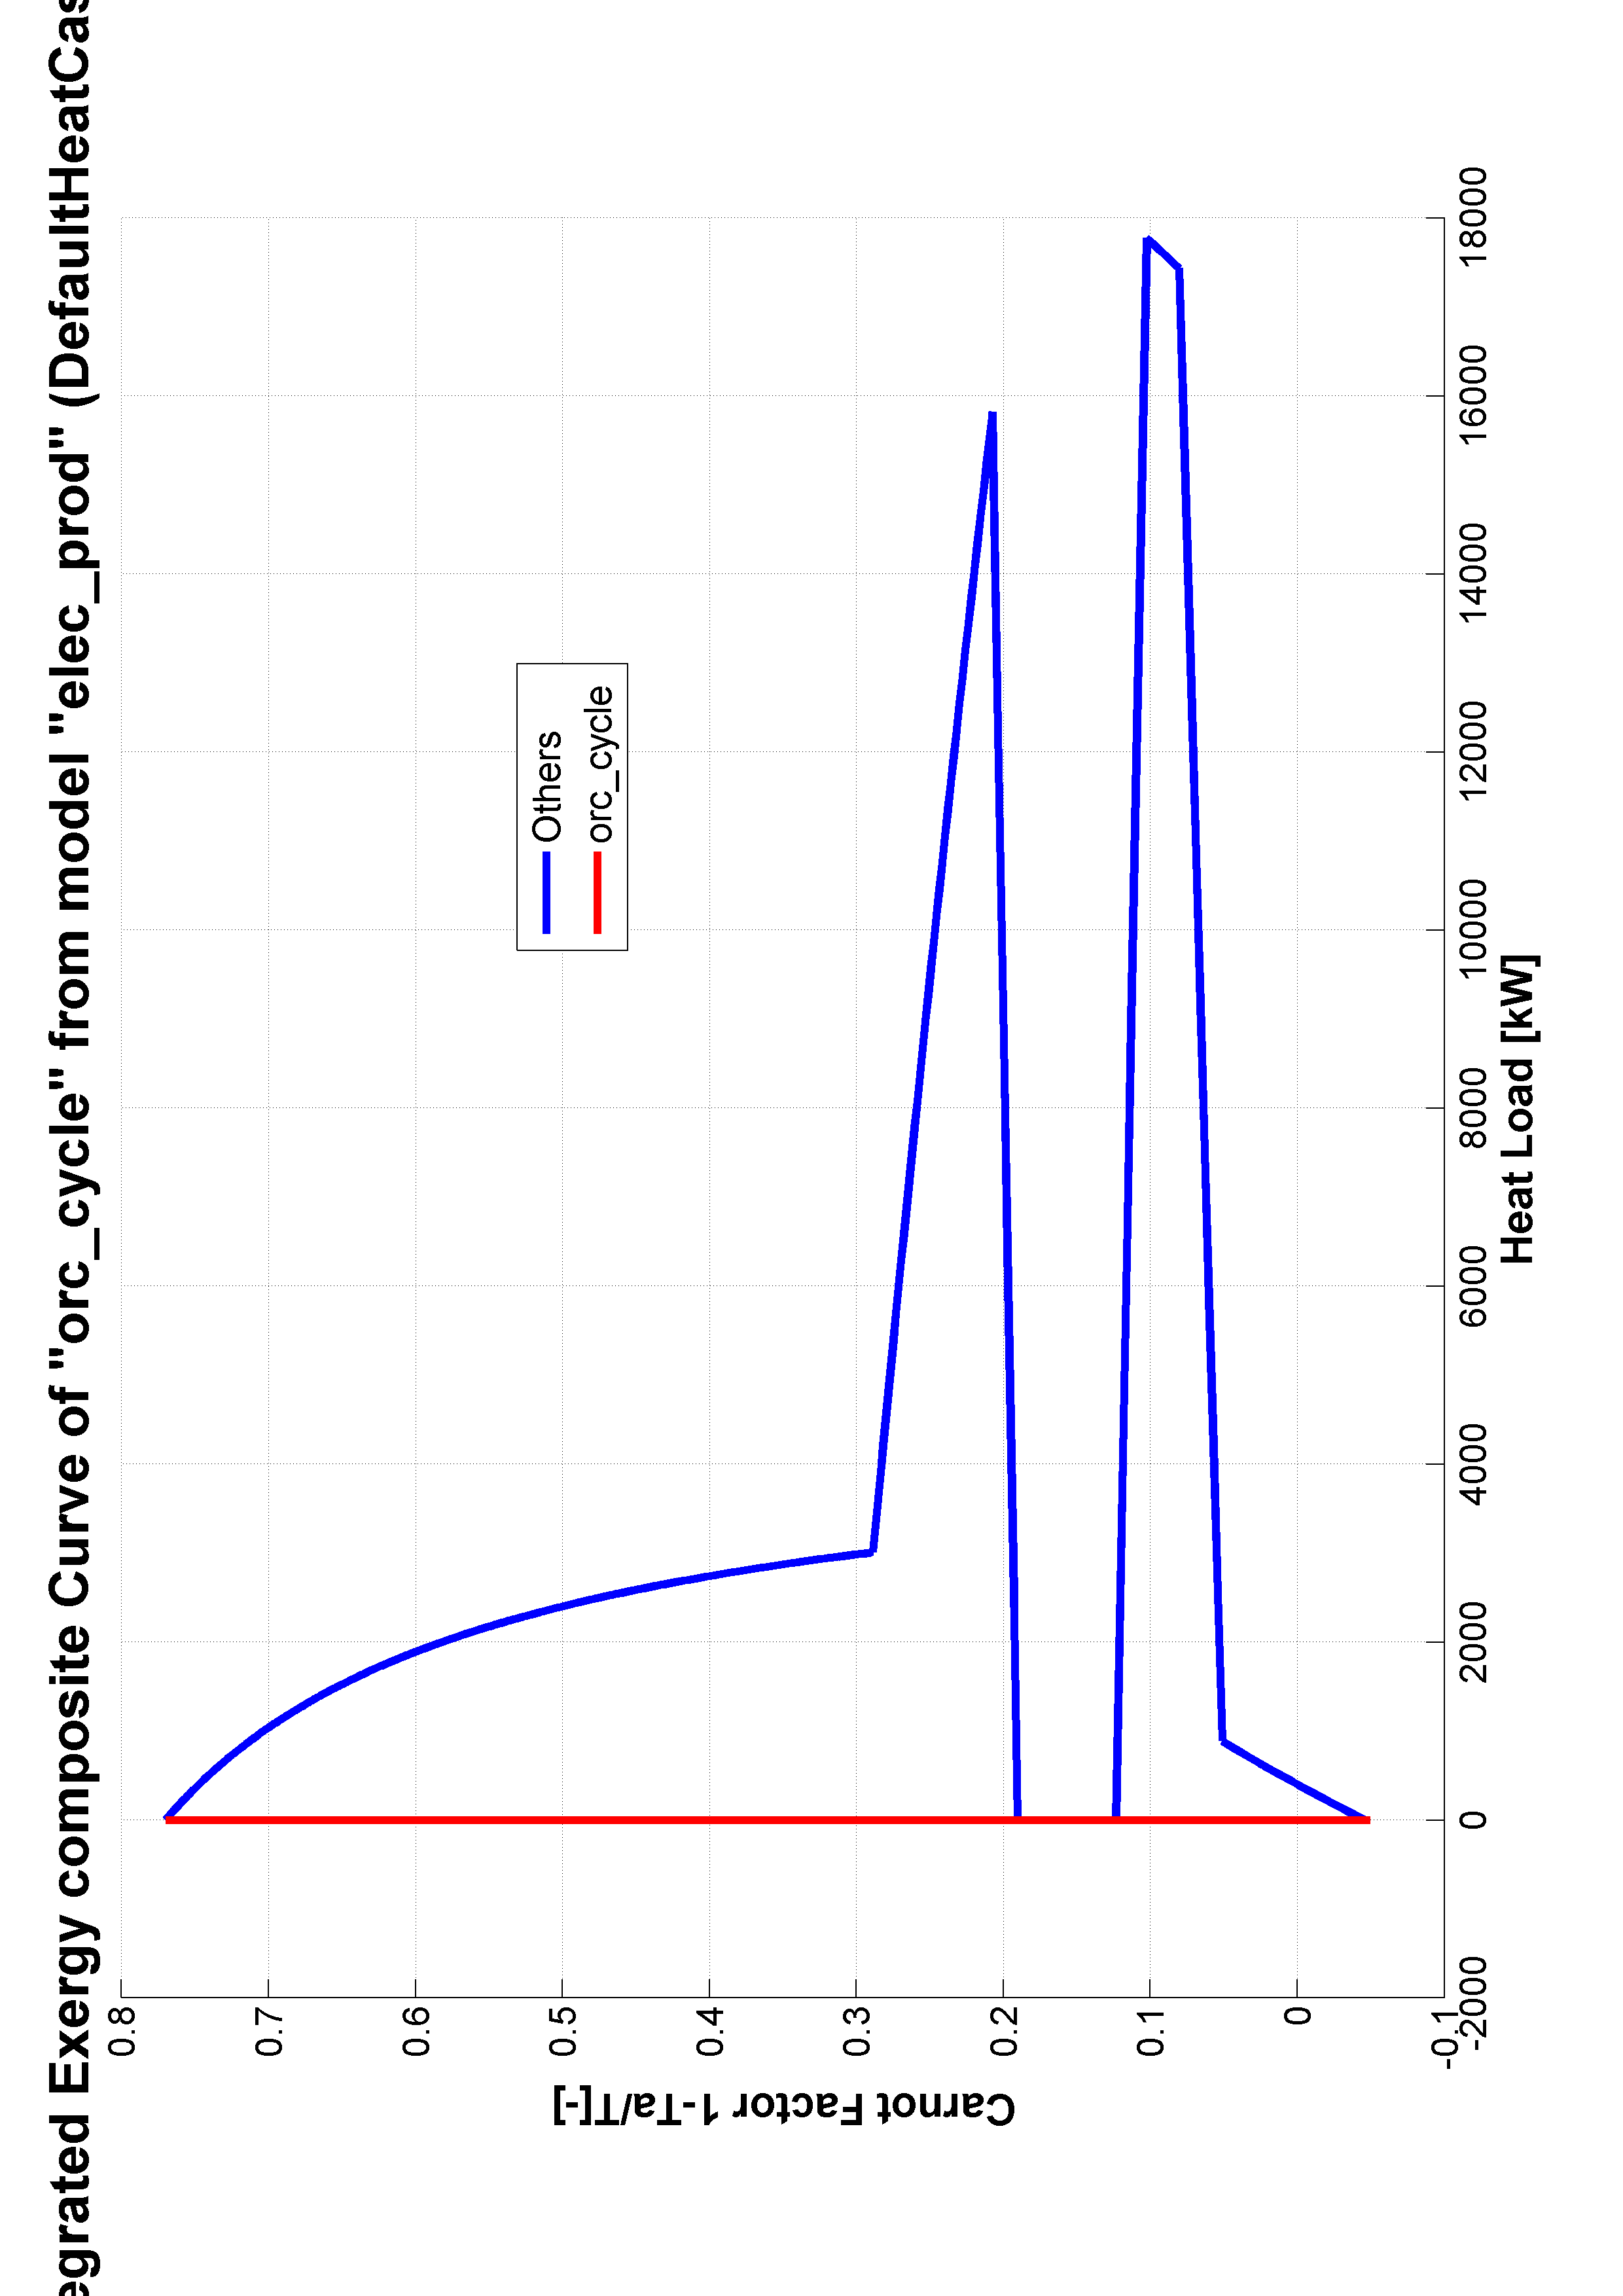 egrated Exergy composite Curve of "orc_cycle" from model "elec_prod" (DefaultHeatCas
0.8
0.7
0.6
0.5
0.4
0.3
0.2
0.1
0
-0.1
Carnot Factor 1-Ta/T[-]
Others
orc_cycle
-2000 0 2000 4000 6000 8000 10000 12000 14000 16000 18000
Heat Load [kW]